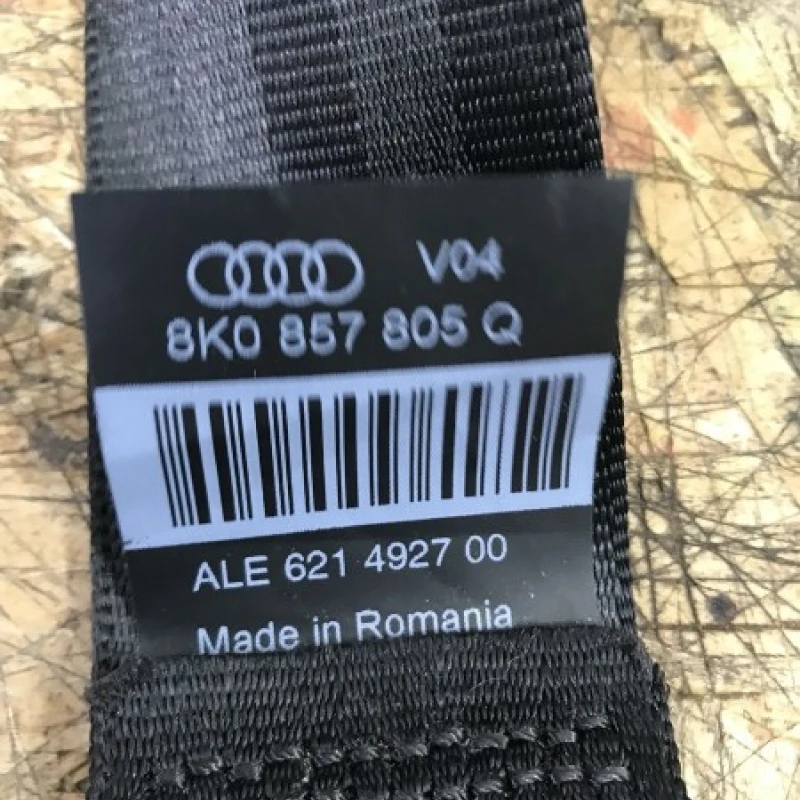 V04
8K0 857 805 Q
ALE 621 4927 00
Made in Romania